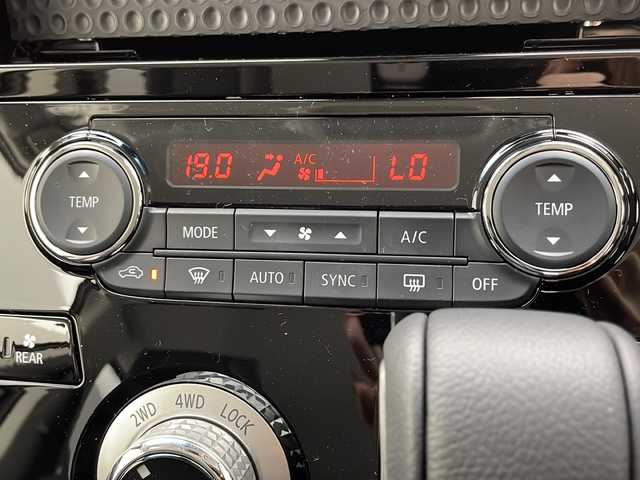 19.0 A/C LO
TEMP TEMP
MODE A/C
AUTO SYNC OFF
REAR
2WD 4WD LOCK